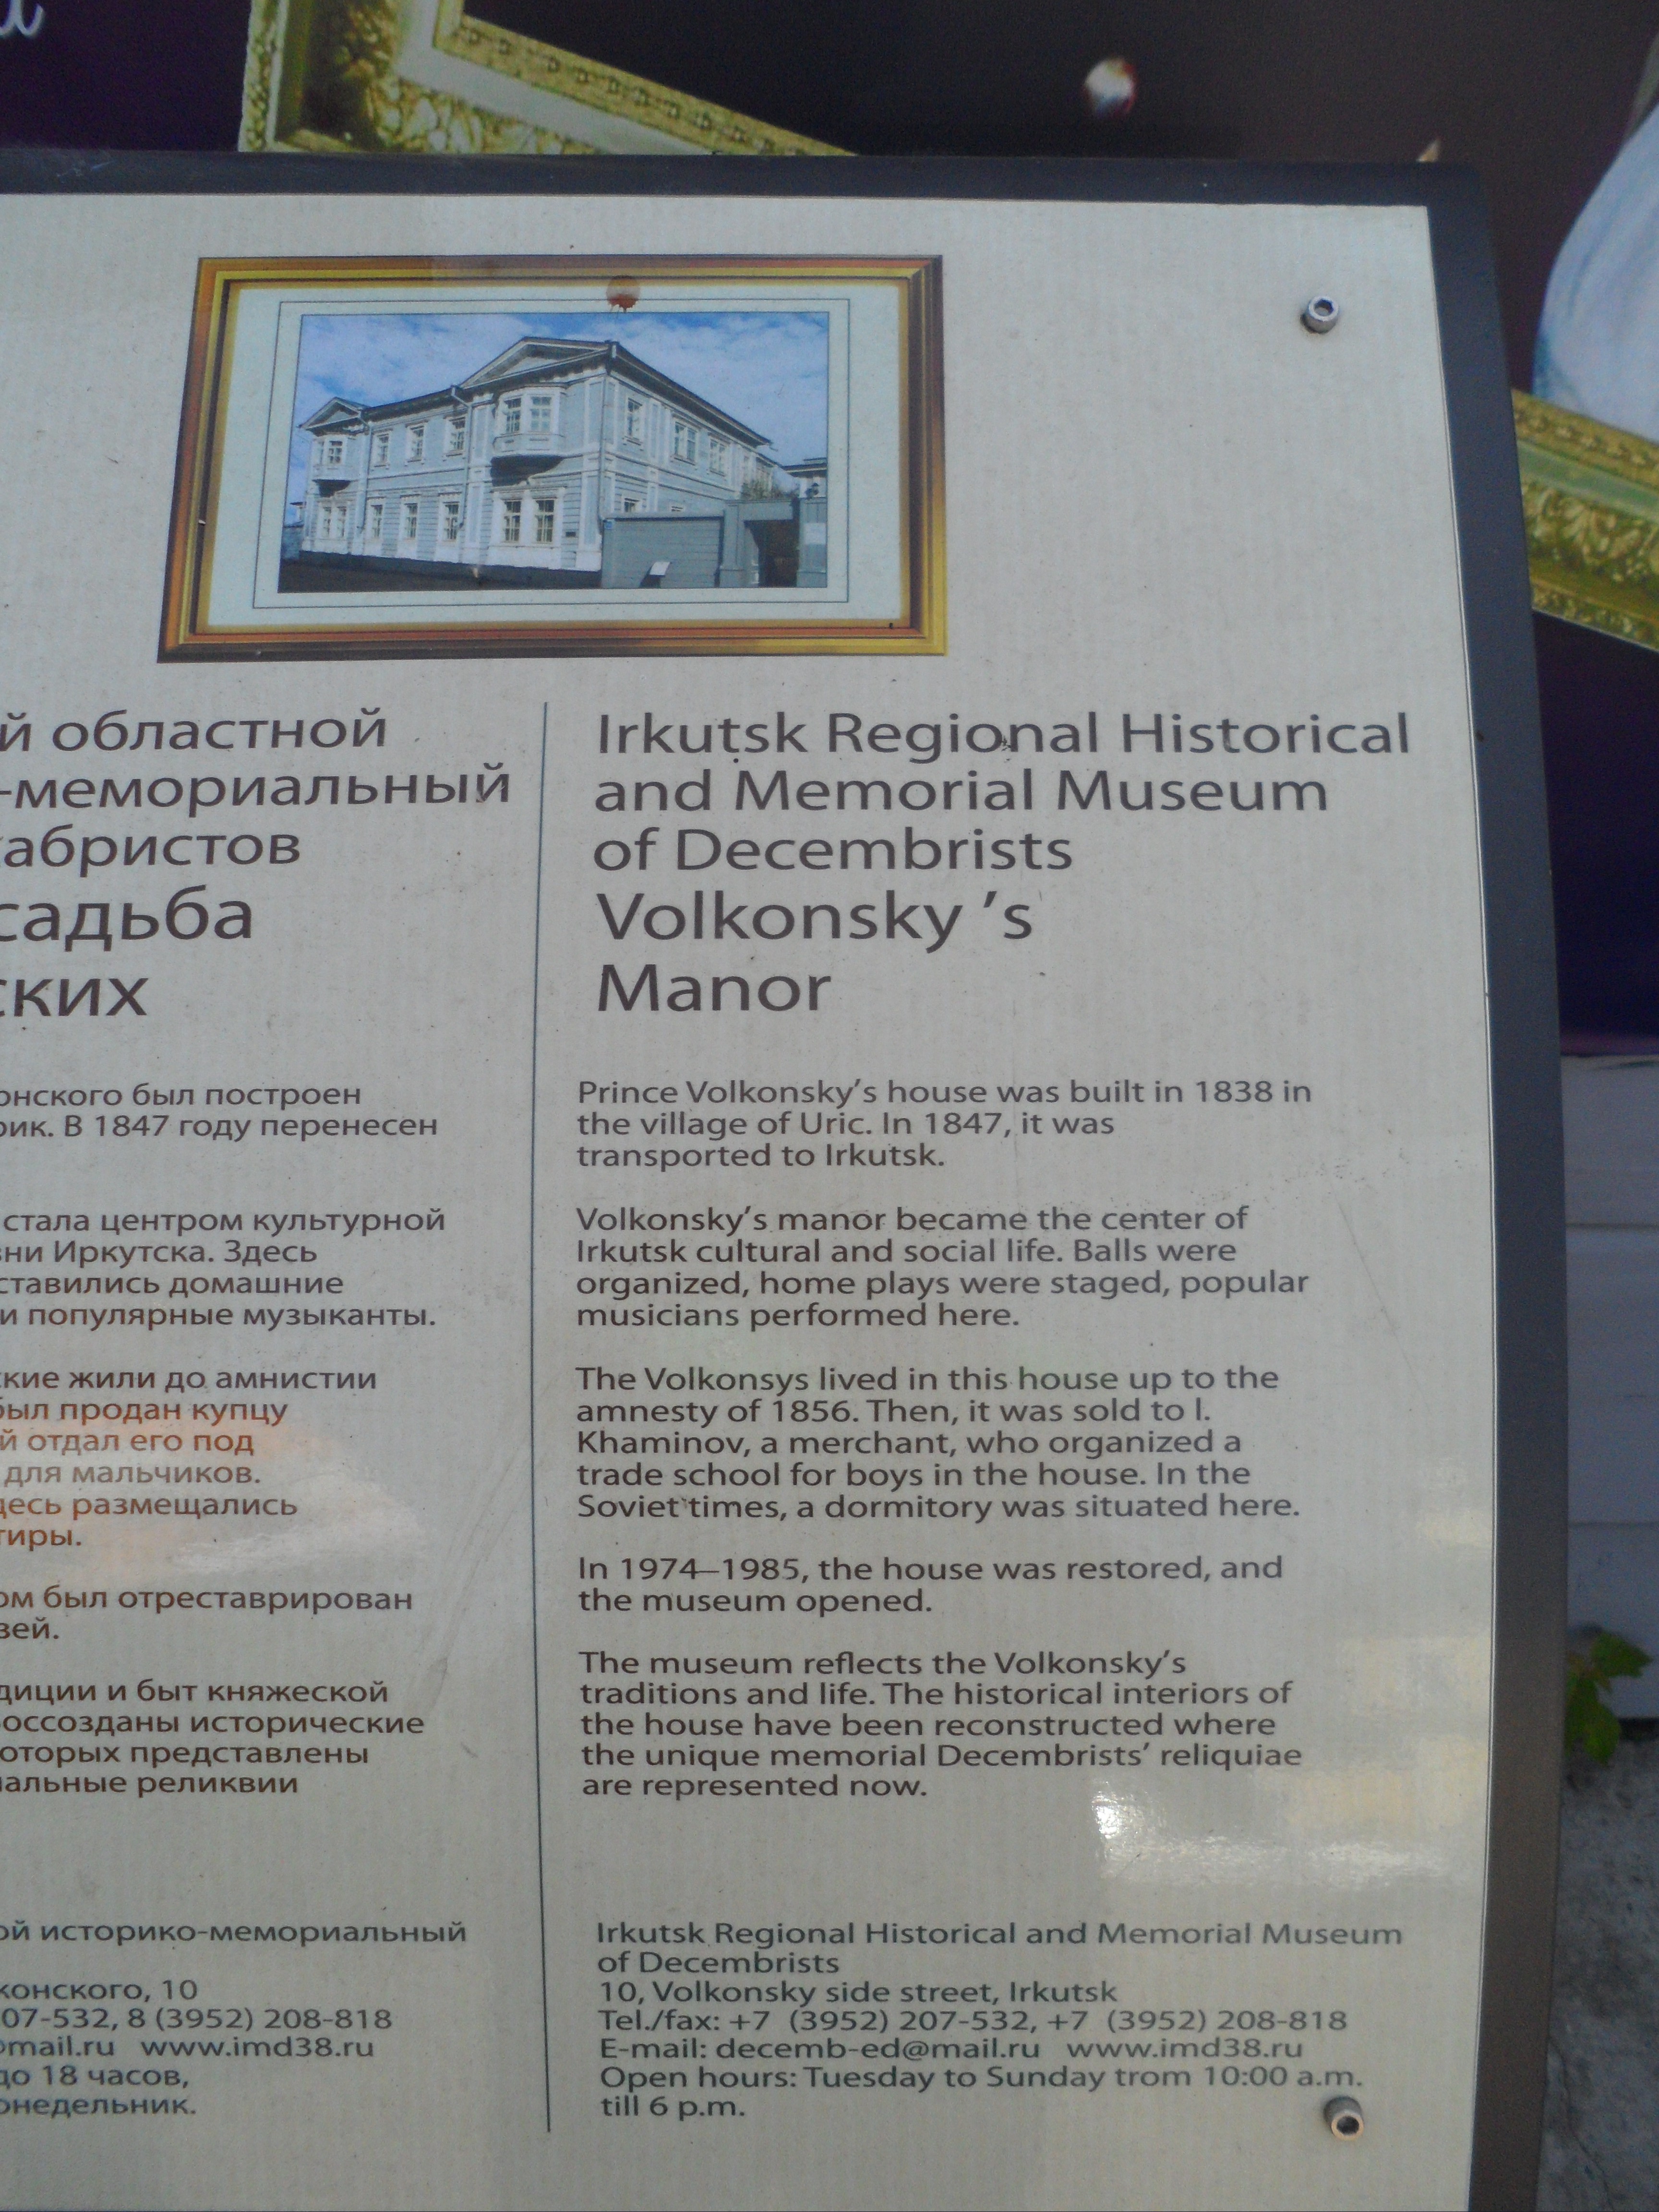 й областной
-мемориальный
абристов
садьба
ских
онского был построен
рик. В 1847 году перенесен
стала центром культурной
зни Иркутска. Здесь
ставились домашние
и популярные музыканты.
ские жили до амнистии
был продан купцу
й отдал его под
для мальчиков.
десь размещались
тиры.
ом был отреставрирован
зей.
диции и быт княжеской
воссозданы исторические
которых представлены
иальные реликвии
ой историко-мемориальный
конского, 10
07-532, 8 (3952) 208-818
@mail.ru www.imd38.ru
до 18 часов,
онедельник.
Irkutsk Regional Historical
and Memorial Museum
of Decembrists
Volkonsky ’s
Manor
Prince Volkonsky’s house was built in 1838 in
the village of Uric. In 1847, it was
transported to Irkutsk.
Volkonsky’s manor became the center of
Irkutsk cultural and social life. Balls were
organized, home plays were staged, popular
musicians performed here.
The Volkonsys lived in this house up to the
amnesty of 1856. Then, it was sold to I.
Khaminov, a merchant, who organized a
trade school for boys in the house. In the
Soviet times, a dormitory was situated here.
In 1974–1985, the house was restored, and
the museum opened.
The museum reflects the Volkonsky’s
traditions and life. The historical interiors of
the house have been reconstructed where
the unique memorial Decembrists’ reliquiae
are represented now.
Irkutsk Regional Historical and Memorial Museum
of Decembrists
10, Volkonsky side street, Irkutsk
Tel./fax: +7 (3952) 207-532, +7 (3952) 208-818
E-mail: decemb-ed@mail.ru www.imd38.ru
Open hours: Tuesday to Sunday trom 10:00 a.m.
till 6 p.m.